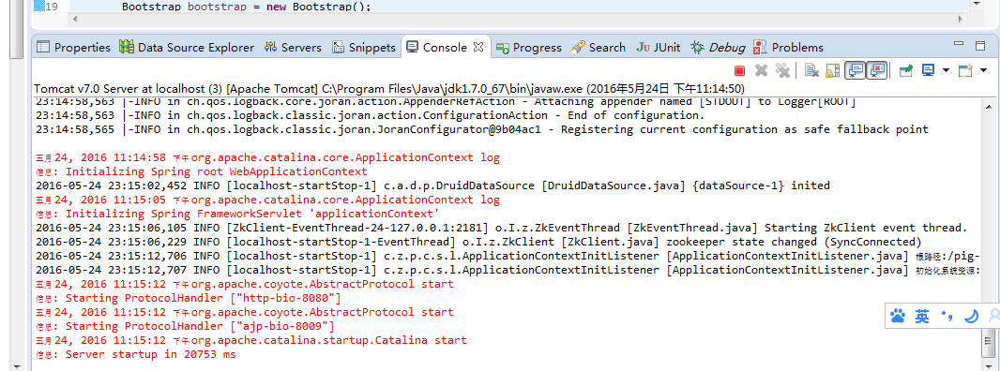 19 Bootstrap bootstrap = new Bootstrap();
Properties Data Source Explorer Servers Snippets Console Progress Search JUnit Debug Problems
Tomcat v7.0 Server at localhost (3) [Apache Tomcat] C:\Program Files\Java\jdk1.7.0_67\bin\javaw.exe (2016年5月24日 下午11:14:50)
23:14:58,563 |-INFO in ch.qos.logback.core.joran.action.AppenderRefAction - Attaching appender named [STDOUT] to Logger[ROOT]
23:14:58,563 |-INFO in ch.qos.logback.classic.joran.action.ConfigurationAction - End of configuration.
23:14:58,565 |-INFO in ch.qos.logback.classic.joran.JoranConfigurator@9b04ac1 - Registering current configuration as safe fallback point
五月 24, 2016 11:14:58 下午 org.apache.catalina.core.ApplicationContext log
信息: Initializing Spring root WebApplicationContext
2016-05-24 23:15:02,452 INFO [localhost-startStop-1] c.a.d.p.DruidDataSource [DruidDataSource.java] {dataSource-1} inited
五月 24, 2016 11:15:05 下午 org.apache.catalina.core.ApplicationContext log
信息: Initializing Spring FrameworkServlet 'applicationContext'
2016-05-24 23:15:06,105 INFO [ZkClient-EventThread-24-127.0.0.1:2181] o.I.z.ZkEventThread [ZkEventThread.java] Starting ZkClient event thread.
2016-05-24 23:15:06,229 INFO [localhost-startStop-1-EventThread] o.I.z.ZkClient [ZkClient.java] zookeeper state changed (SyncConnected)
2016-05-24 23:15:12,706 INFO [localhost-startStop-1] c.z.p.c.s.l.ApplicationContextInitListener [ApplicationContextInitListener.java] 根路径:/pig-
2016-05-24 23:15:12,707 INFO [localhost-startStop-1] c.z.p.c.s.l.ApplicationContextInitListener [ApplicationContextInitListener.java] 初始化系统资源:
五月 24, 2016 11:15:12 下午 org.apache.coyote.AbstractProtocol start
信息: Starting ProtocolHandler ["http-bio-8080"]
五月 24, 2016 11:15:12 下午 org.apache.coyote.AbstractProtocol start
信息: Starting ProtocolHandler ["ajp-bio-8009"]
五月 24, 2016 11:15:12 下午 org.apache.catalina.startup.Catalina start
信息: Server startup in 20753 ms
英